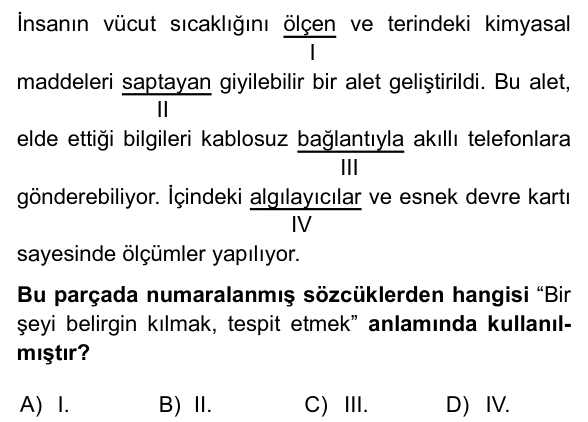 İnsanın vücut sıcaklığını ölçen ve terindeki kimyasal
I
maddeleri saptayan giyilebilir bir alet geliştirildi. Bu alet,
II
elde ettiği bilgileri kablosuz bağlantıyla akıllı telefonlara
III
gönderebiliyor. İçindeki algılayıcılar ve esnek devre kartı
IV
sayesinde ölçümler yapılıyor.
Bu parçada numaralanmış sözcüklerden hangisi “Bir
şeyi belirgin kılmak, tespit etmek” anlamında kullanıl-
mıştır?
A) I. B) II. C) III. D) IV.